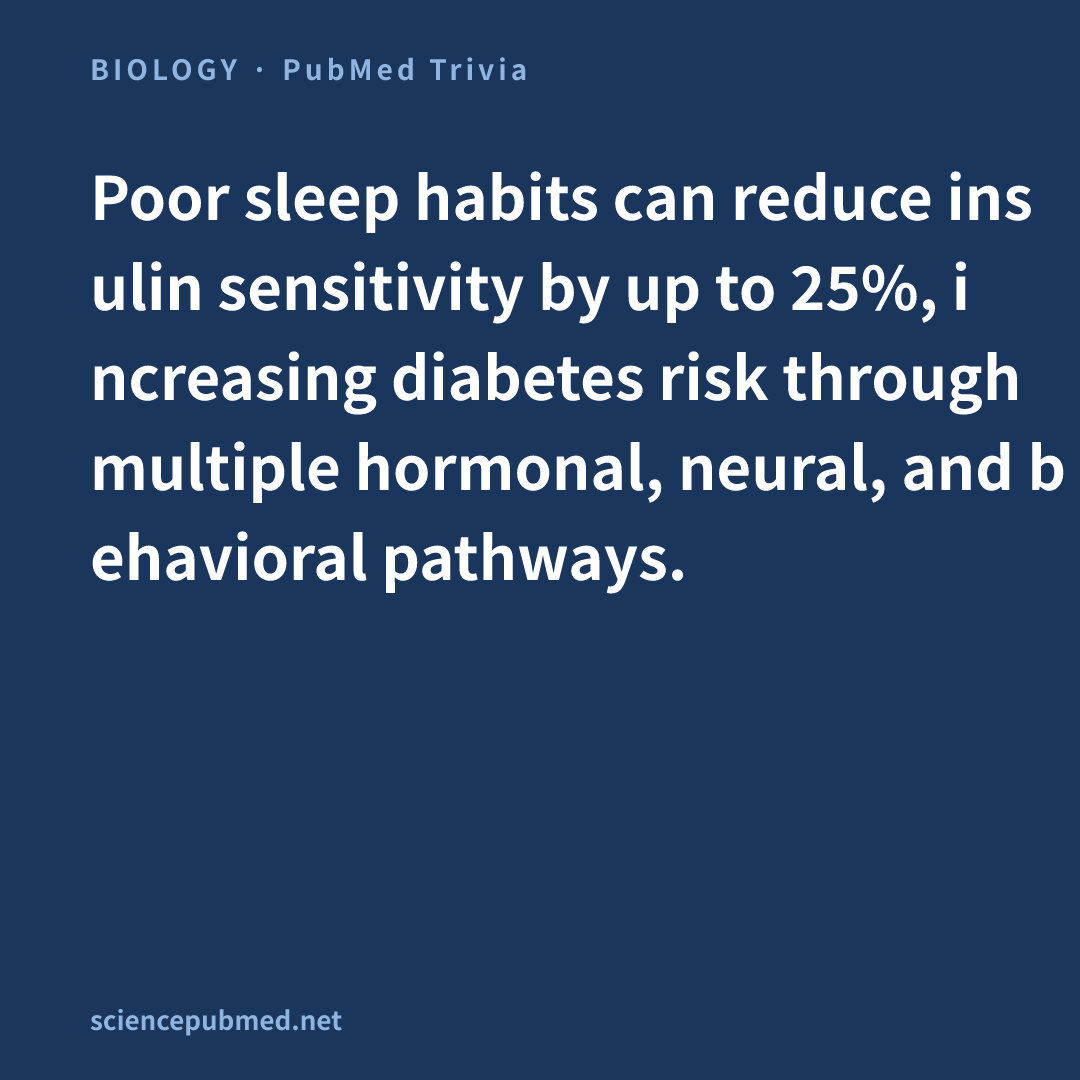 BIOLOGY · PubMed Trivia
Poor sleep habits can reduce ins
ulin sensitivity by up to 25%, i
ncreasing diabetes risk through
multiple hormonal, neural, and b
ehavioral pathways.
sciencepubmed.net